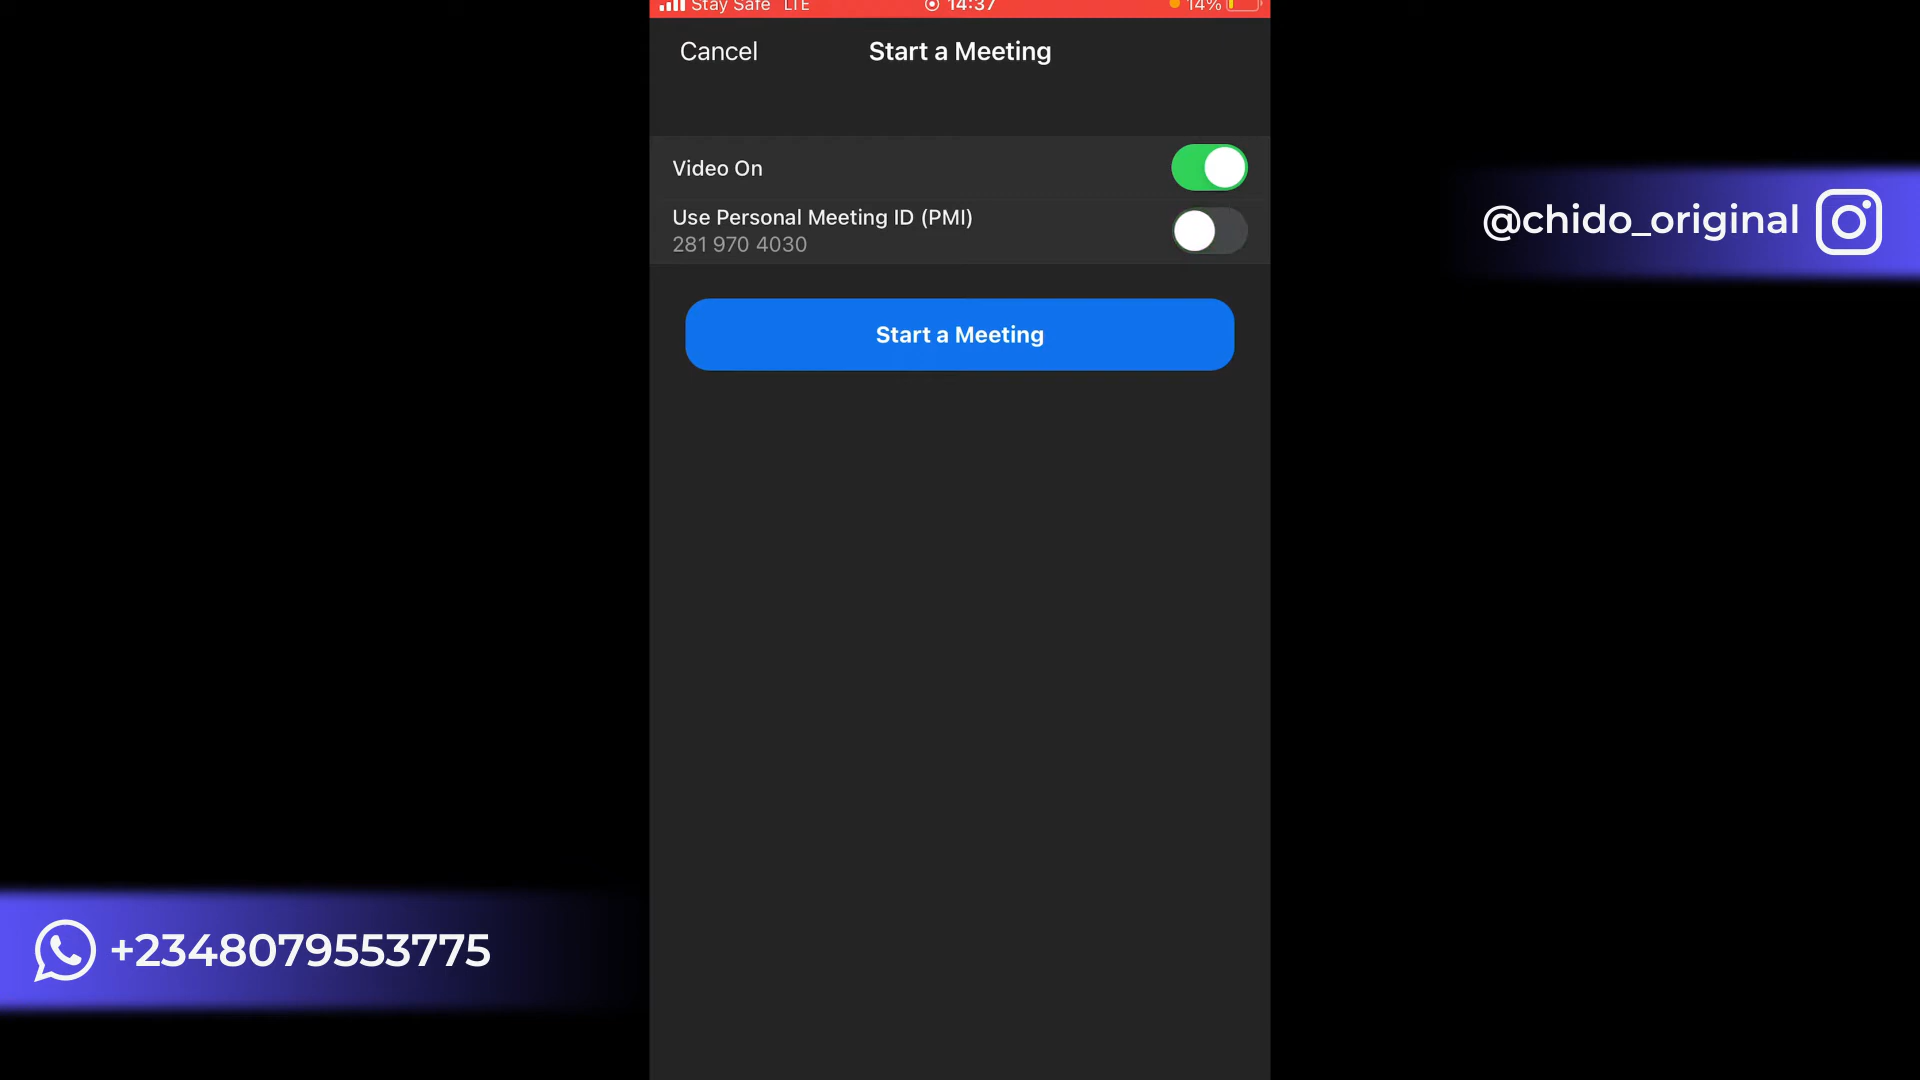 Stay Safe LTE 14:37 14%
Cancel Start a Meeting
Video On
Use Personal Meeting ID (PMI)
281 970 4030
Start a Meeting
@chido_original
+2348079553775